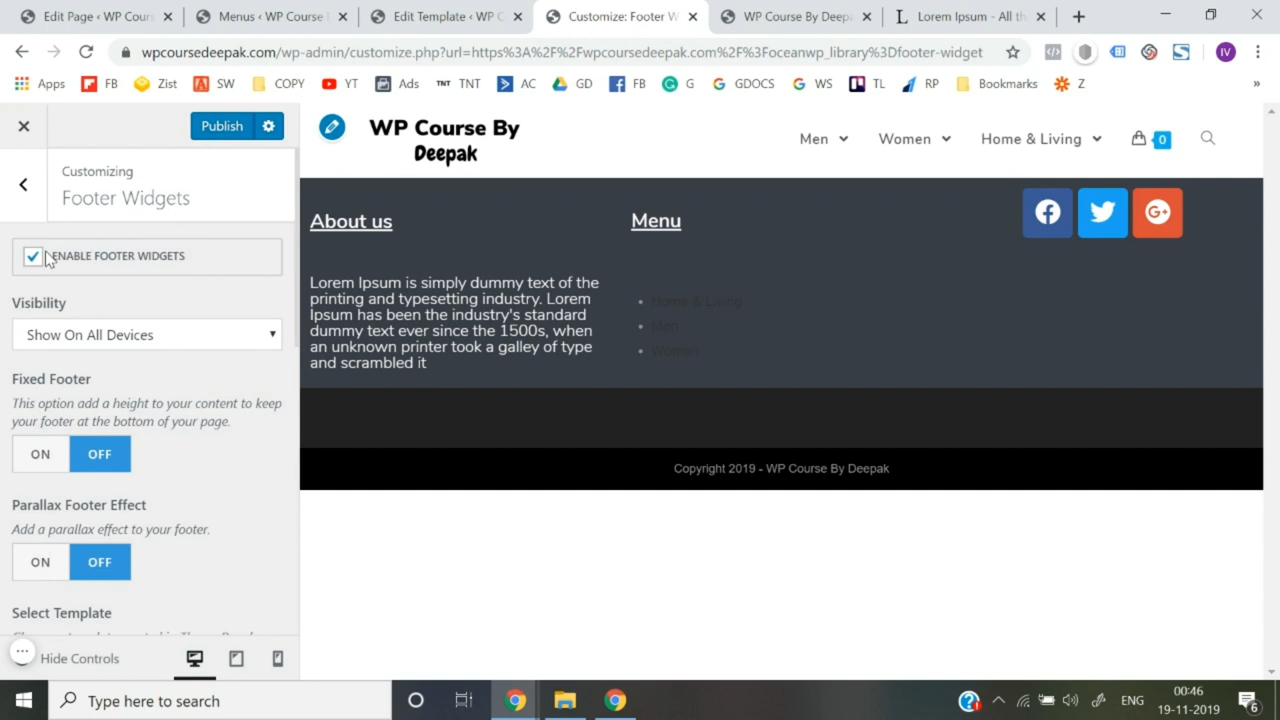 Edit Page ‹ WP Cours
Menus ‹ WP Course
Edit Template ‹ WP C
Customize: Footer W
WP Course By Deep
Lorem Ipsum - All th
wpcoursedeepak.com/wp-admin/customize.php?url=https%3A%2F%2Fwpcoursedeepak.com%2F%3Foceanwp_library%3Dfooter-widget
IV
Apps
FB
Zist
SW
COPY
YT
Ads
TNT TNT
AC
GD
FB
G
GDOCS
WS
TL
RP
Bookmarks
Z
»
Publish
WP Course By
Deepak
Men
Women
Home & Living
0
Customizing
Footer Widgets
About us
Menu
ENABLE FOOTER WIDGETS
Lorem Ipsum is simply dummy text of the
printing and typesetting industry. Lorem
Ipsum has been the industry's standard
dummy text ever since the 1500s, when
an unknown printer took a galley of type
and scrambled it
Home & Living
Men
Women
Visibility
Show On All Devices
Fixed Footer
This option add a height to your content to keep
your footer at the bottom of your page.
ON OFF
Copyright 2019 - WP Course By Deepak
Parallax Footer Effect
Add a parallax effect to your footer.
ON OFF
Select Template
Hide Controls
Type here to search
ENG
00:46
19-11-2019
6